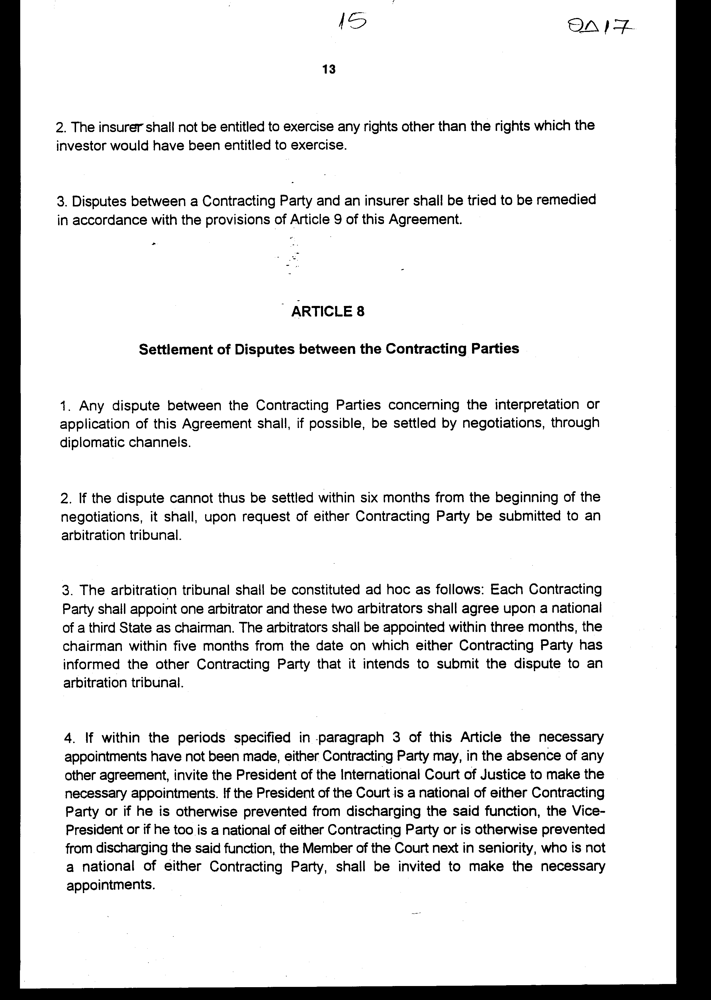 15
ΘΔ17
13
2. The insurer shall not be entitled to exercise any rights other than the rights which the
investor would have been entitled to exercise.
3. Disputes between a Contracting Party and an insurer shall be tried to be remedied
in accordance with the provisions of Article 9 of this Agreement.
ARTICLE 8
Settlement of Disputes between the Contracting Parties
1. Any dispute between the Contracting Parties concerning the interpretation or
application of this Agreement shall, if possible, be settled by negotiations, through
diplomatic channels.
2. If the dispute cannot thus be settled within six months from the beginning of the
negotiations, it shall, upon request of either Contracting Party be submitted to an
arbitration tribunal.
3. The arbitration tribunal shall be constituted ad hoc as follows: Each Contracting
Party shall appoint one arbitrator and these two arbitrators shall agree upon a national
of a third State as chairman. The arbitrators shall be appointed within three months, the
chairman within five months from the date on which either Contracting Party has
informed the other Contracting Party that it intends to submit the dispute to an
arbitration tribunal.
4. If within the periods specified in paragraph 3 of this Article the necessary
appointments have not been made, either Contracting Party may, in the absence of any
other agreement, invite the President of the International Court of Justice to make the
necessary appointments. If the President of the Court is a national of either Contracting
Party or if he is otherwise prevented from discharging the said function, the Vice-
President or if he too is a national of either Contracting Party or is otherwise prevented
from discharging the said function, the Member of the Court next in seniority, who is not
a national of either Contracting Party, shall be invited to make the necessary
appointments.